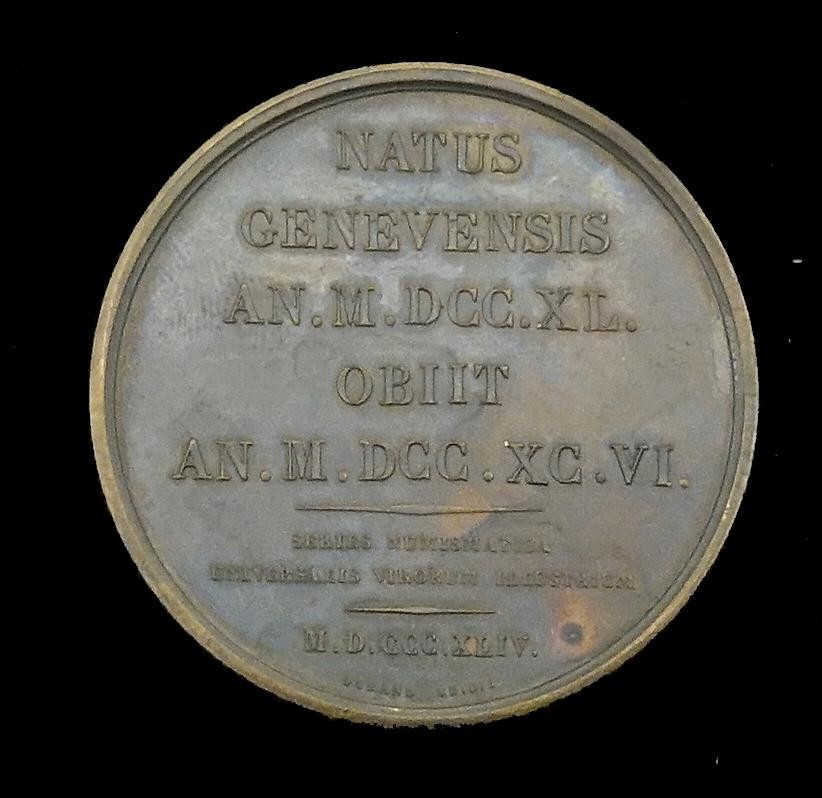 NATUS
GENEVENSIS
AN.M.DCC.XL.
OBIIT
AN.M.DCC.XC.VI.
SERIES NUMISMATICA
UNIVERSALIS VIRORUM ILLUSTRIUM
M.D.CCC.XLIV.
DURAND EDIDIT